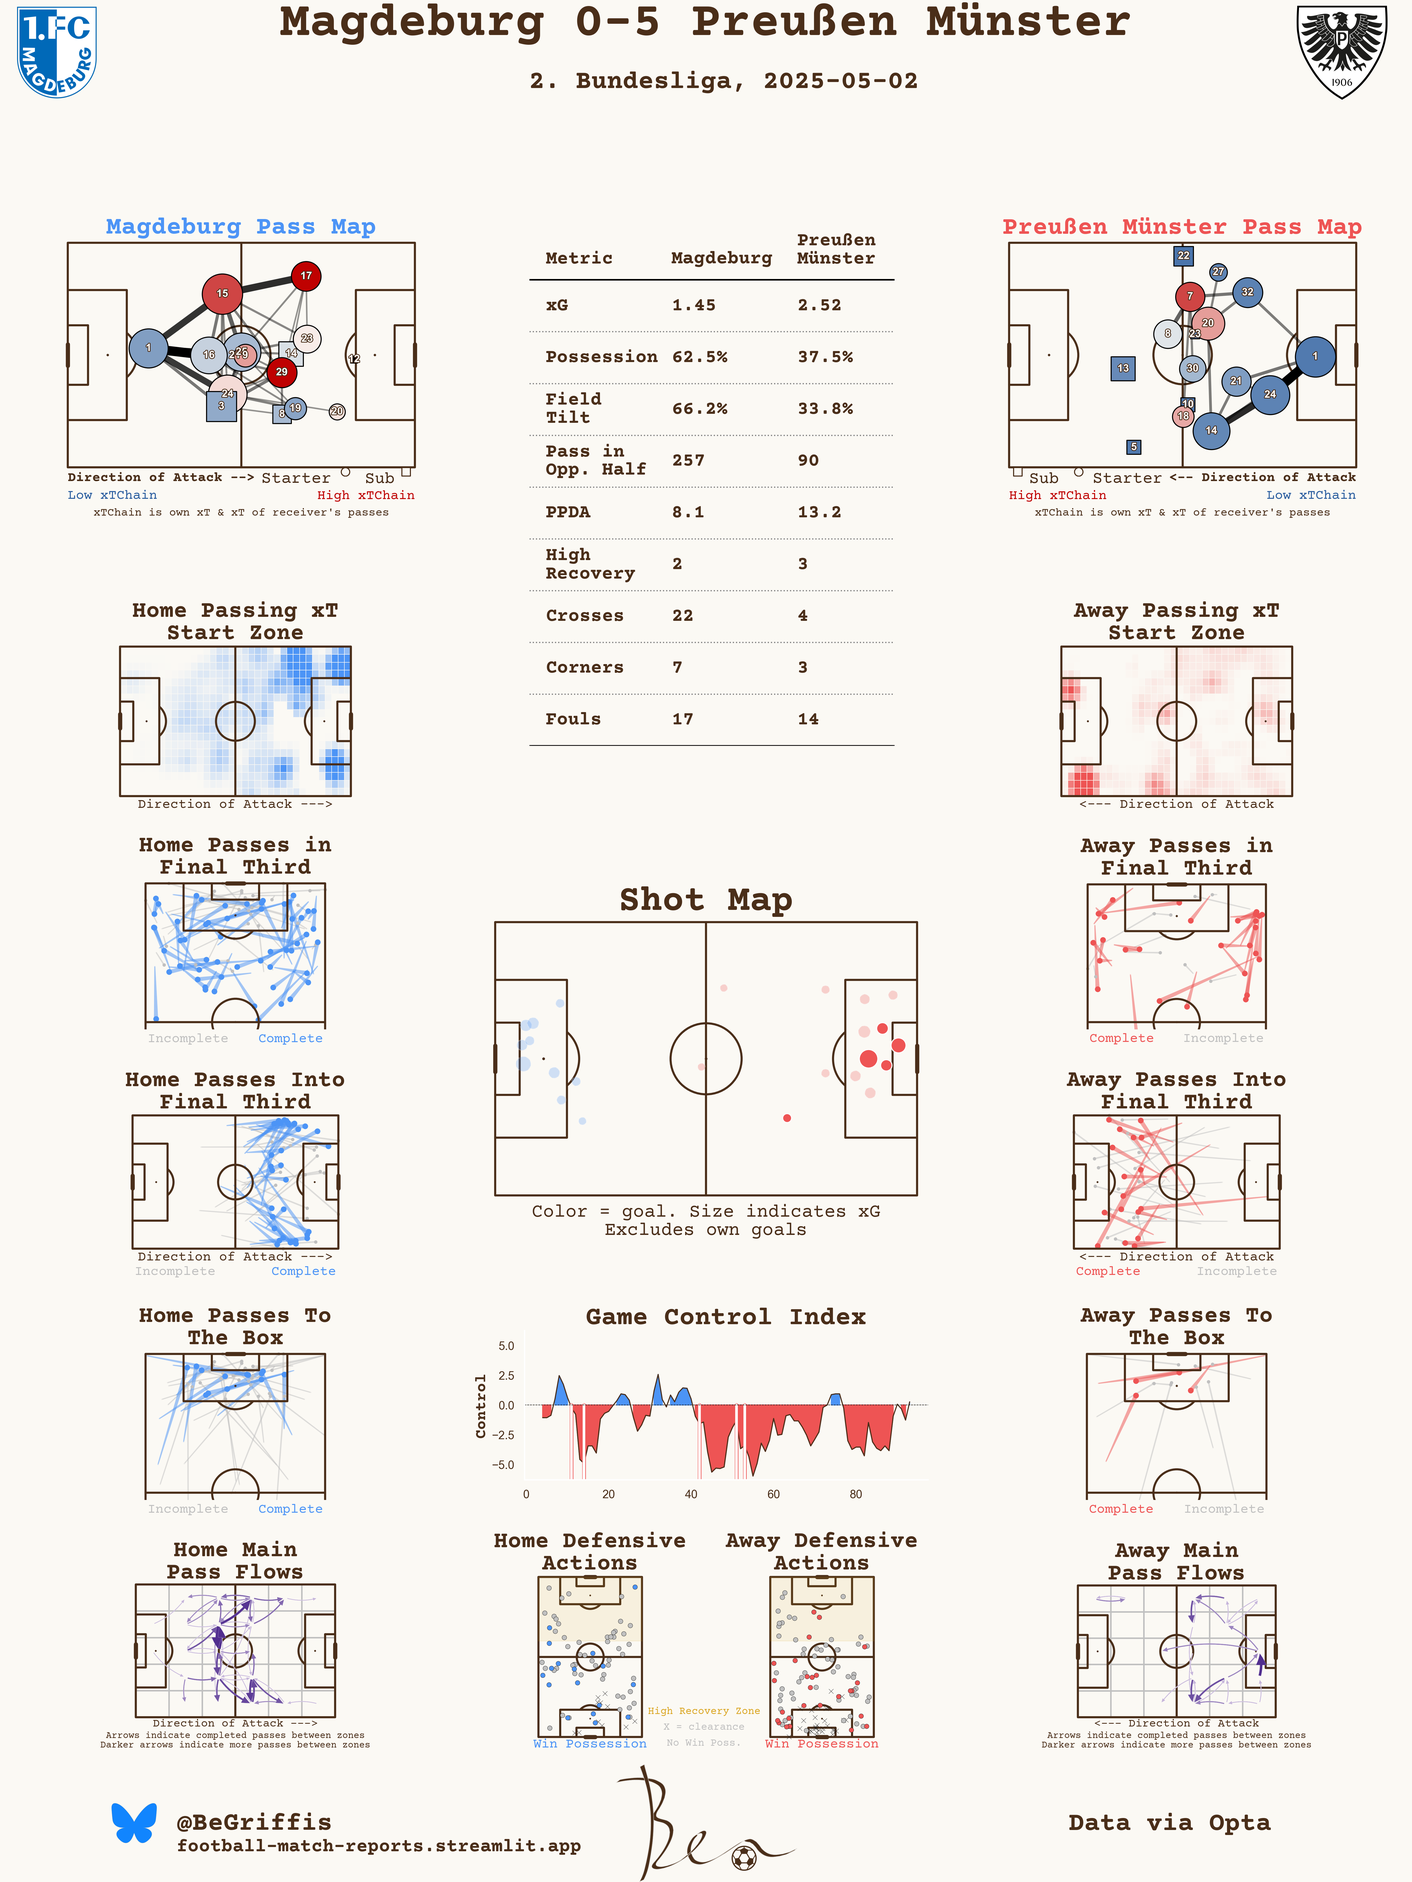 Magdeburg 0-5 Preußen Münster
2. Bundesliga, 2025-05-02
1.FC
MAGDEBURG
P
1906
Magdeburg Pass Map
17
15
1
16
23
14
12
29
24
3
8
19
20
Direction of Attack --> Starter Sub
Low xTChain High xTChain
xTChain is own xT & xT of receiver's passes
Metric Magdeburg Preußen Münster
xG 1.45 2.52
Possession 62.5% 37.5%
Field Tilt 66.2% 33.8%
Pass in Opp. Half 257 90
PPDA 8.1 13.2
High Recovery 2 3
Crosses 22 4
Corners 7 3
Fouls 17 14
Preußen Münster Pass Map
22
27
7
32
20
8
23
1
13
30
21
24
10
18
14
5
Sub Starter <-- Direction of Attack
High xTChain Low xTChain
xTChain is own xT & xT of receiver's passes
Home Passing xT
Start Zone
Direction of Attack --->
Away Passing xT
Start Zone
<--- Direction of Attack
Home Passes in
Final Third
Incomplete Complete
Away Passes in
Final Third
Complete Incomplete
Shot Map
Color = goal. Size indicates xG
Excludes own goals
Home Passes Into
Final Third
Direction of Attack --->
Incomplete Complete
Away Passes Into
Final Third
<--- Direction of Attack
Complete Incomplete
Home Passes To
The Box
Incomplete Complete
Game Control Index
Control
5.0
2.5
0.0
−2.5
−5.0
0 20 40 60 80
Away Passes To
The Box
Complete Incomplete
Home Main
Pass Flows
Direction of Attack --->
Arrows indicate completed passes between zones
Darker arrows indicate more passes between zones
Home Defensive
Actions
Win Possession
High Recovery Zone
X = clearance
No Win Poss.
Away Defensive
Actions
Win Possession
Away Main
Pass Flows
<--- Direction of Attack
Arrows indicate completed passes between zones
Darker arrows indicate more passes between zones
@BeGriffis
football-match-reports.streamlit.app
Ben
Data via Opta